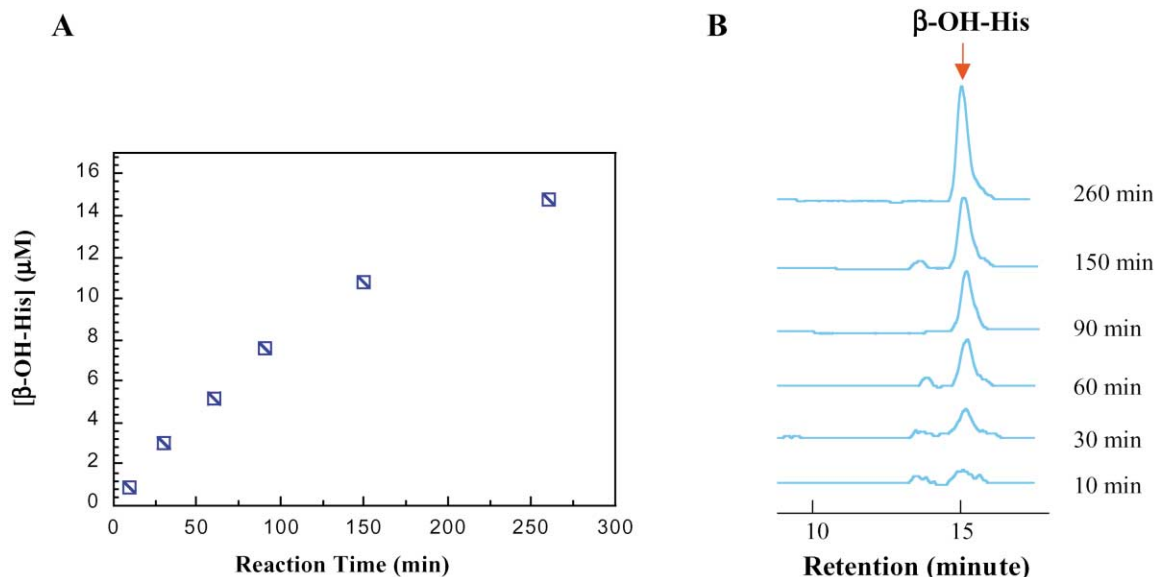 A
[β-OH-His] (μM)
16
14
12
10
8
6
4
2
0
0 50 100 150 200 250 300
Reaction Time (min)
B
β-OH-His
260 min
150 min
90 min
60 min
30 min
10 min
10 15
Retention (minute)